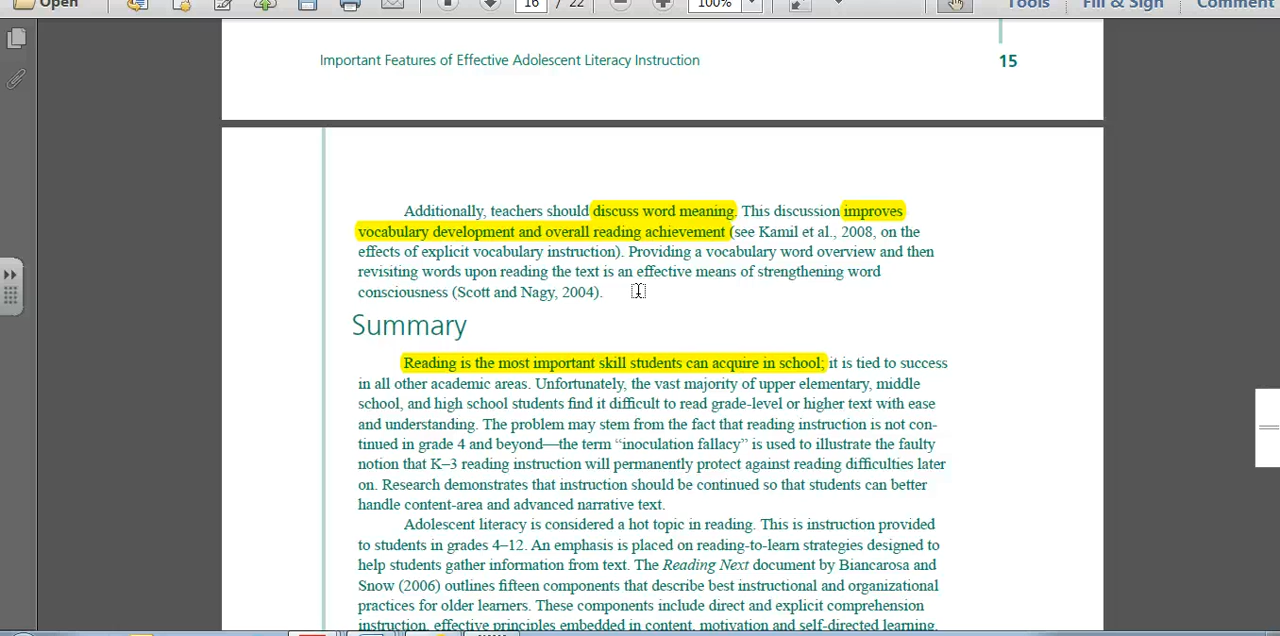 Open
16 / 22
100%
Tools
Fill & Sign
Comment
Important Features of Effective Adolescent Literacy Instruction 15
Additionally, teachers should discuss word meaning. This discussion improves
vocabulary development and overall reading achievement (see Kamil et al., 2008, on the
effects of explicit vocabulary instruction). Providing a vocabulary word overview and then
revisiting words upon reading the text is an effective means of strengthening word
consciousness (Scott and Nagy, 2004).
Summary
Reading is the most important skill students can acquire in school; it is tied to success
in all other academic areas. Unfortunately, the vast majority of upper elementary, middle
school, and high school students find it difficult to read grade-level or higher text with ease
and understanding. The problem may stem from the fact that reading instruction is not con-
tinued in grade 4 and beyond—the term “inoculation fallacy” is used to illustrate the faulty
notion that K–3 reading instruction will permanently protect against reading difficulties later
on. Research demonstrates that instruction should be continued so that students can better
handle content-area and advanced narrative text.
Adolescent literacy is considered a hot topic in reading. This is instruction provided
to students in grades 4–12. An emphasis is placed on reading-to-learn strategies designed to
help students gather information from text. The Reading Next document by Biancarosa and
Snow (2006) outlines fifteen components that describe best instructional and organizational
practices for older learners. These components include direct and explicit comprehension
instruction, effective principles embedded in content, motivation and self-directed learning,